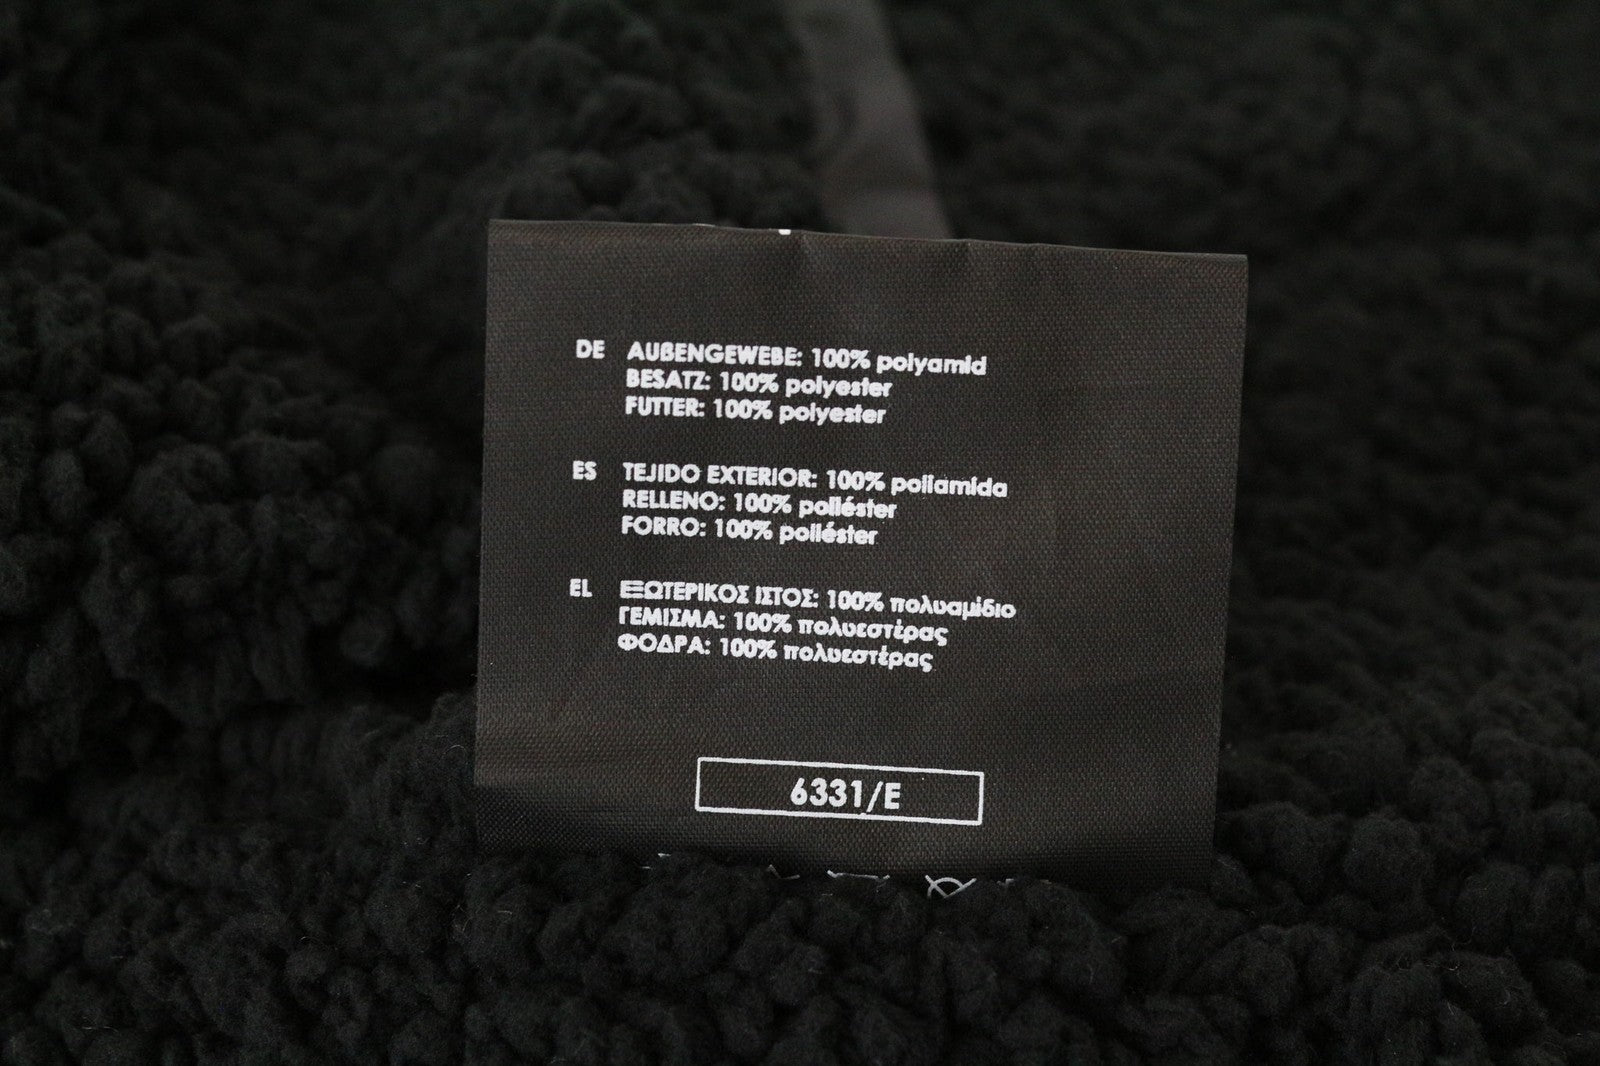 DE AUßENGEWEBE: 100% polyamid
BESATZ: 100% polyester
FUTTER: 100% polyester
ES TEJIDO EXTERIOR: 100% poliamida
RELLENO: 100% poliéster
FORRO: 100% poliéster
EL ΕΞΩΤΕΡΙΚΟΣ ΙΣΤΟΣ: 100% πολυαμίδιο
ΓΕΜΙΣΜΑ: 100% πολυεστέρας
ΦΟΔΡΑ: 100% πολυεστέρας
6331/E